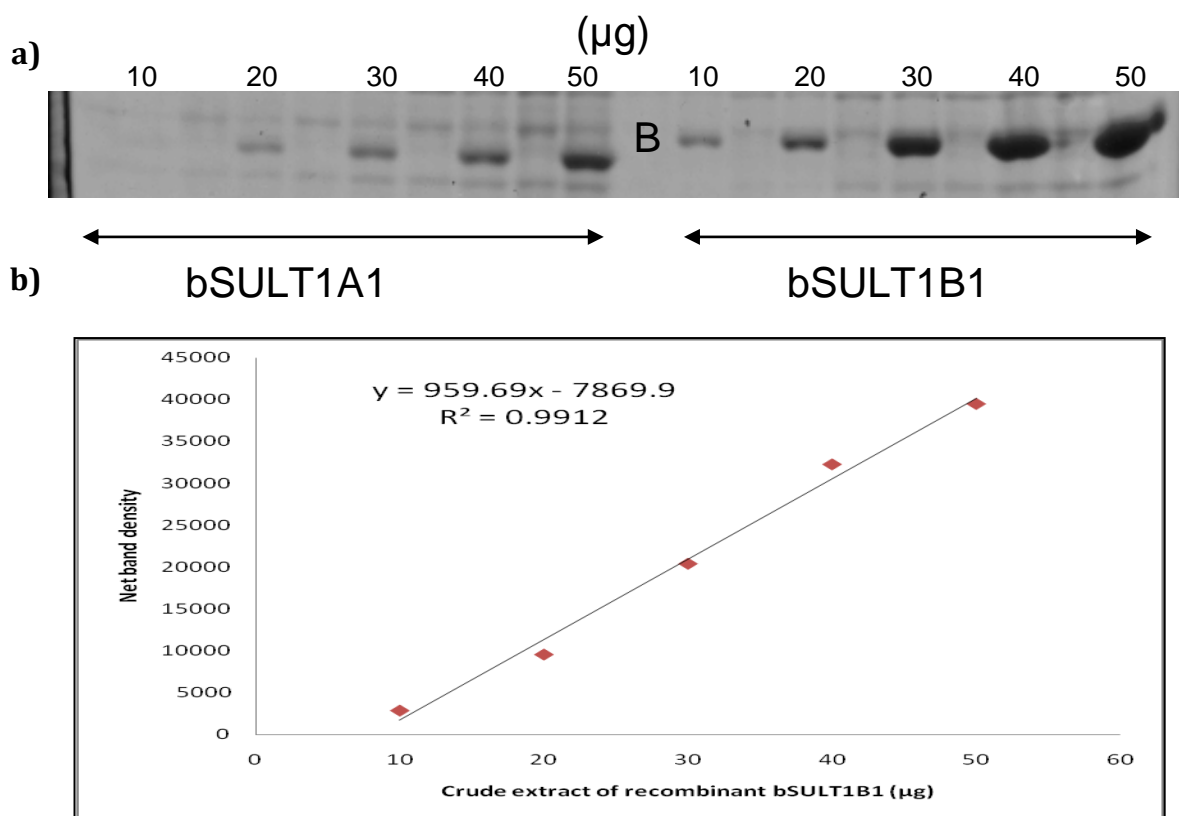 (µg)
a)
10 20 30 40 50 10 20 30 40 50
B
bSULT1A1 bSULT1B1
b)
45000
y = 959.69x - 7869.9
40000
R² = 0.9912
35000
30000
25000
20000
15000
10000
5000
0
Net band density
0 10 20 30 40 50 60
Crude extract of recombinant bSULT1B1 (µg)